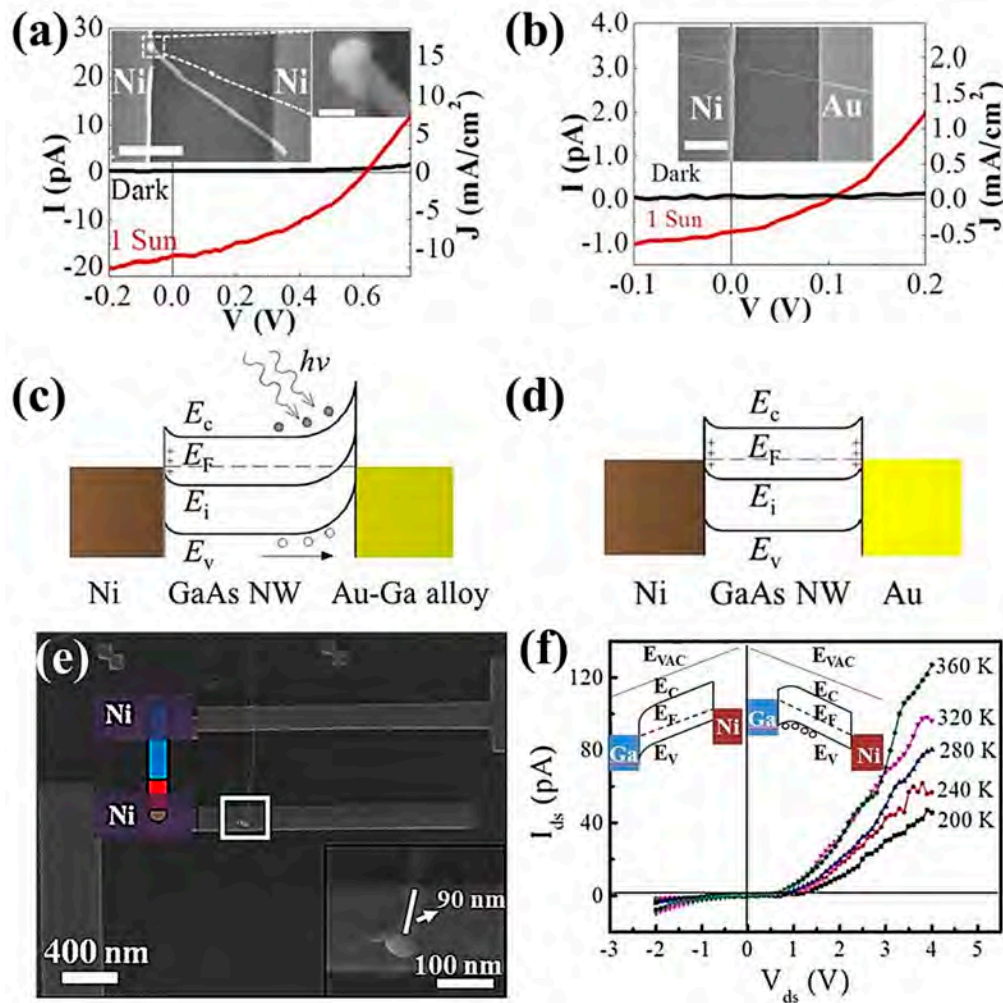 (a)
30
25
20
10
0
-10
-20
I (pA)
Ni
Ni
Dark
1 Sun
15
10
5
0
-5
-10
J (mA/cm²)
-0.2
0.0
0.2
0.4
0.6
V (V)
(b)
4.0
3.0
2.0
1.0
0.0
-1.0
I (pA)
Ni
Au
Dark
1 Sun
2.0
1.5
1.0
0.5
0.0
-0.5
J (mA/cm²)
-0.1
0.0
0.1
0.2
V (V)
(c)
hν
Ec
EF
Ei
Ev
Ni
GaAs NW
Au-Ga alloy
(d)
Ec
EF
Ei
Ev
Ni
GaAs NW
Au
(e)
Ni
Ni
400 nm
90 nm
100 nm
(f)
120
80
40
0
Ids (pA)
EVAC
EC
EF
EV
Ga
Ni
EVAC
EC
EF
EV
Ga
Ni
360 K
320 K
280 K
240 K
200 K
-3
-2
-1
0
1
2
3
4
5
Vds (V)